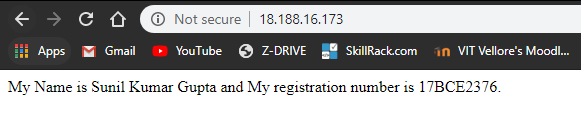 Not secure | 18.188.16.173
Apps Gmail YouTube Z-DRIVE SkillRack.com VIT Vellore's Moodl...
My Name is Sunil Kumar Gupta and My registration number is 17BCE2376.